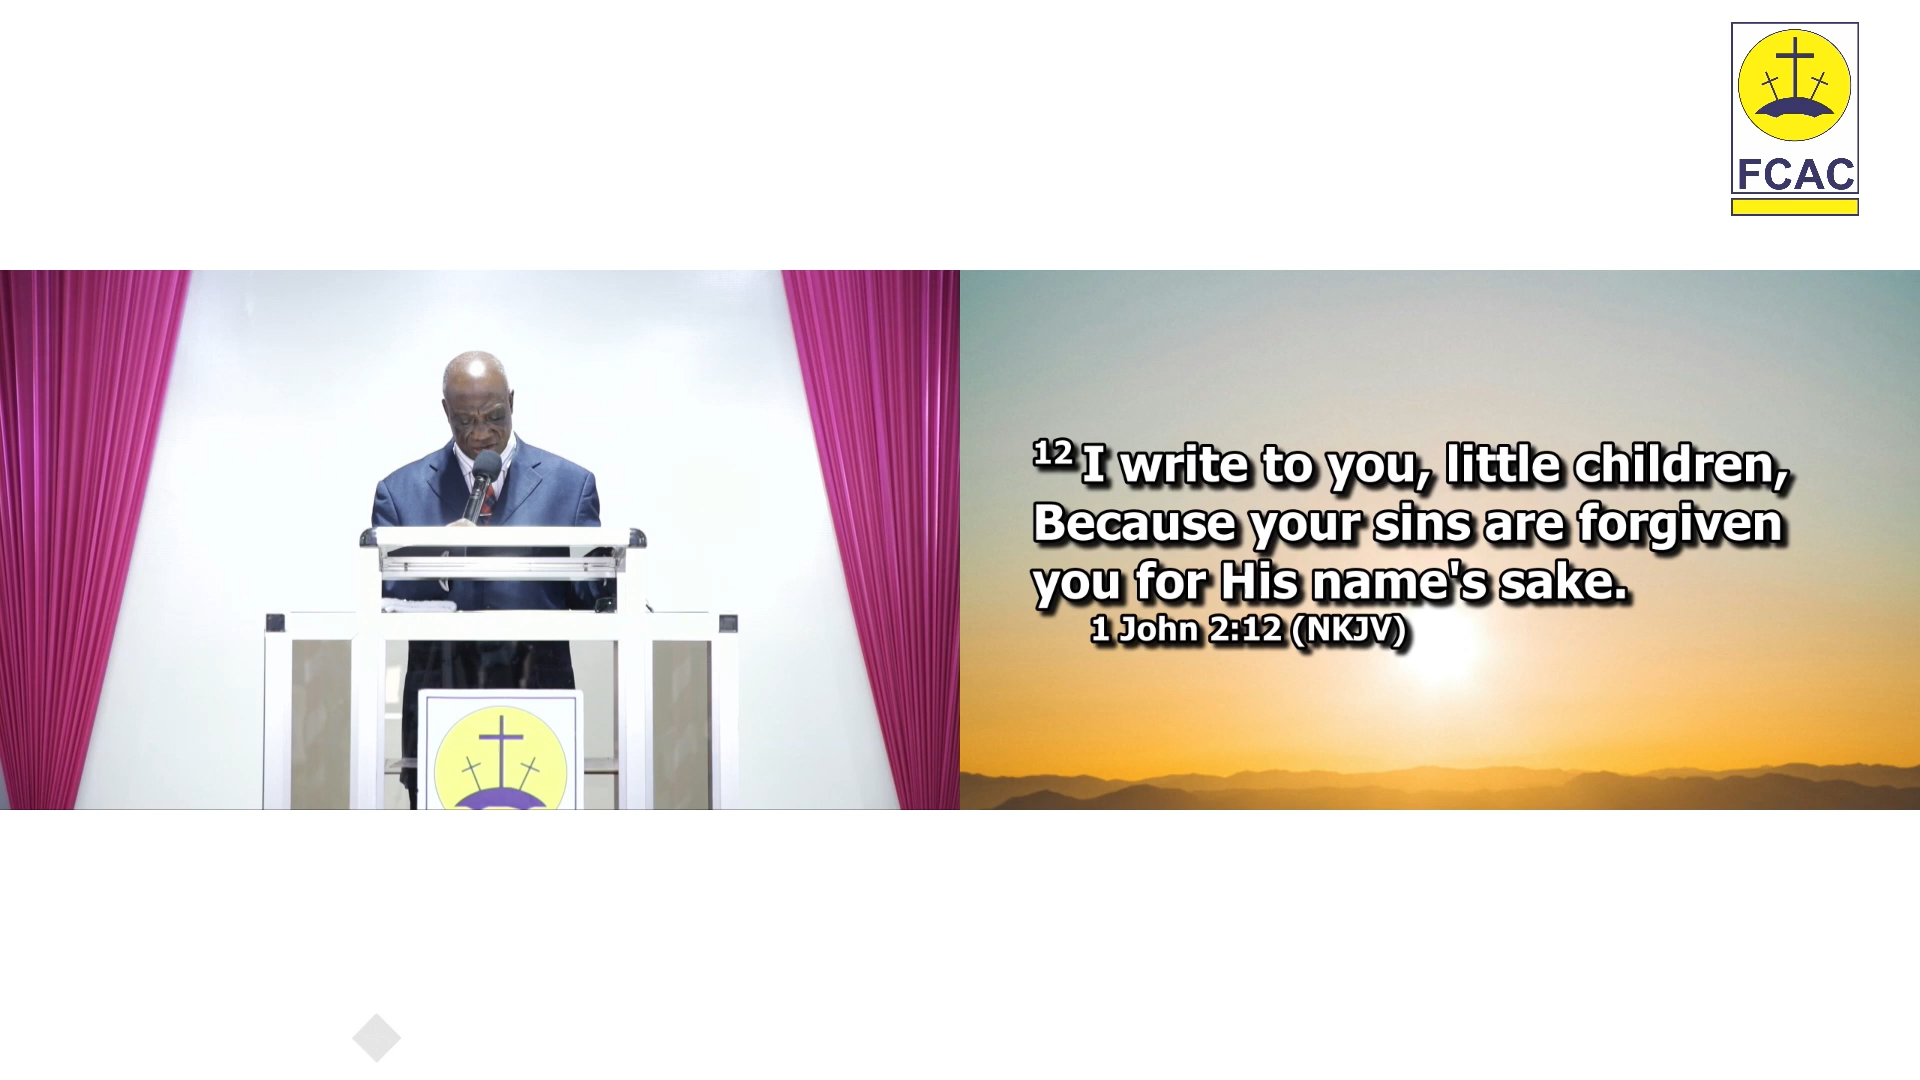 FCAC
12 I write to you, little children,
Because your sins are forgiven
you for His name's sake.
1 John 2:12 (NKJV)